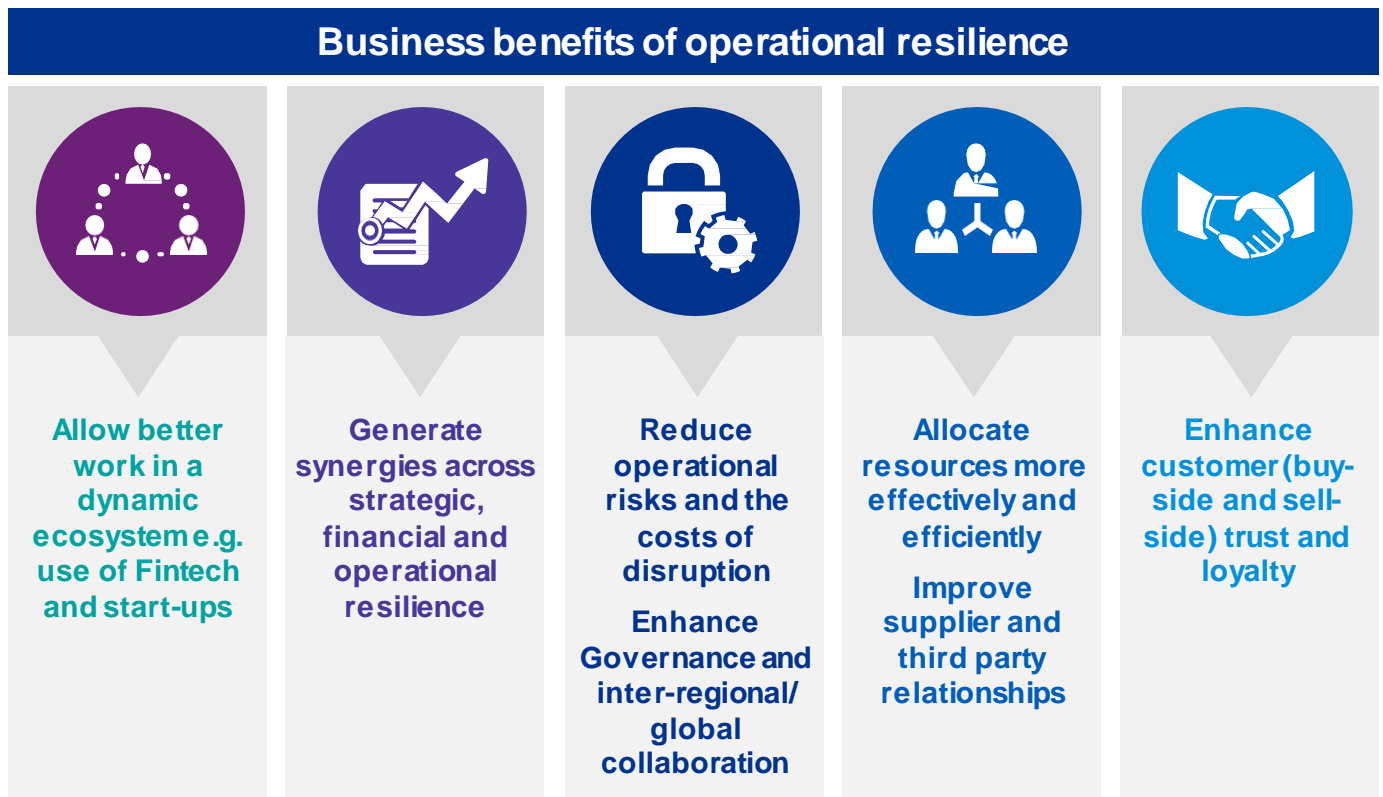 Business benefits of operational resilience
Allow better
work in a
dynamic
ecosystem e.g.
use of Fintech
and start-ups
Generate
synergies across
strategic,
financial and
operational
resilience
Reduce
operational
risks and the
costs of
disruption
Enhance
Governance and
inter-regional/
global
collaboration
Allocate
resources more
effectively and
efficiently
Improve
supplier and
third party
relationships
Enhance
customer (buy-
side and sell-
side) trust and
loyalty